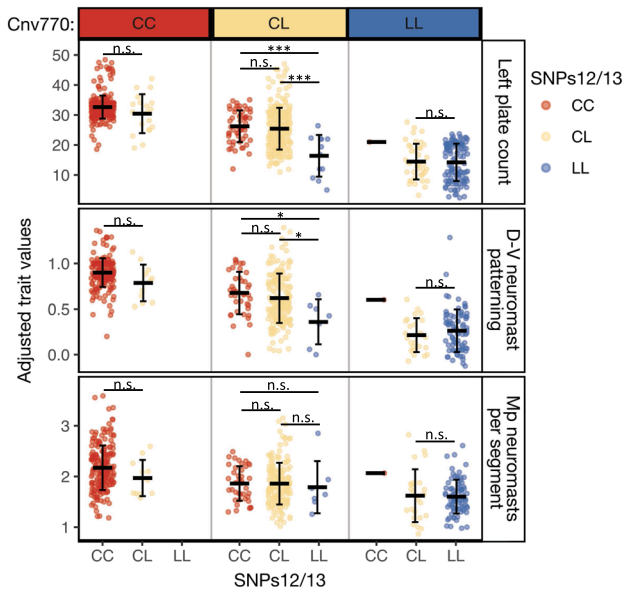 Cnv770: CC CL LL
50
40
30
20
10
n.s.
***
n.s.
***
n.s.
Left plate count
1.0
0.5
0.0
n.s.
*
n.s.
*
n.s.
D-V neuromast
patterning
3
2
1
n.s.
n.s.
n.s.
n.s.
n.s.
Mp neuromasts
per segment
Adjusted trait values
CC CL LL CC CL LL CC CL LL
SNPs12/13
SNPs12/13
CC
CL
LL